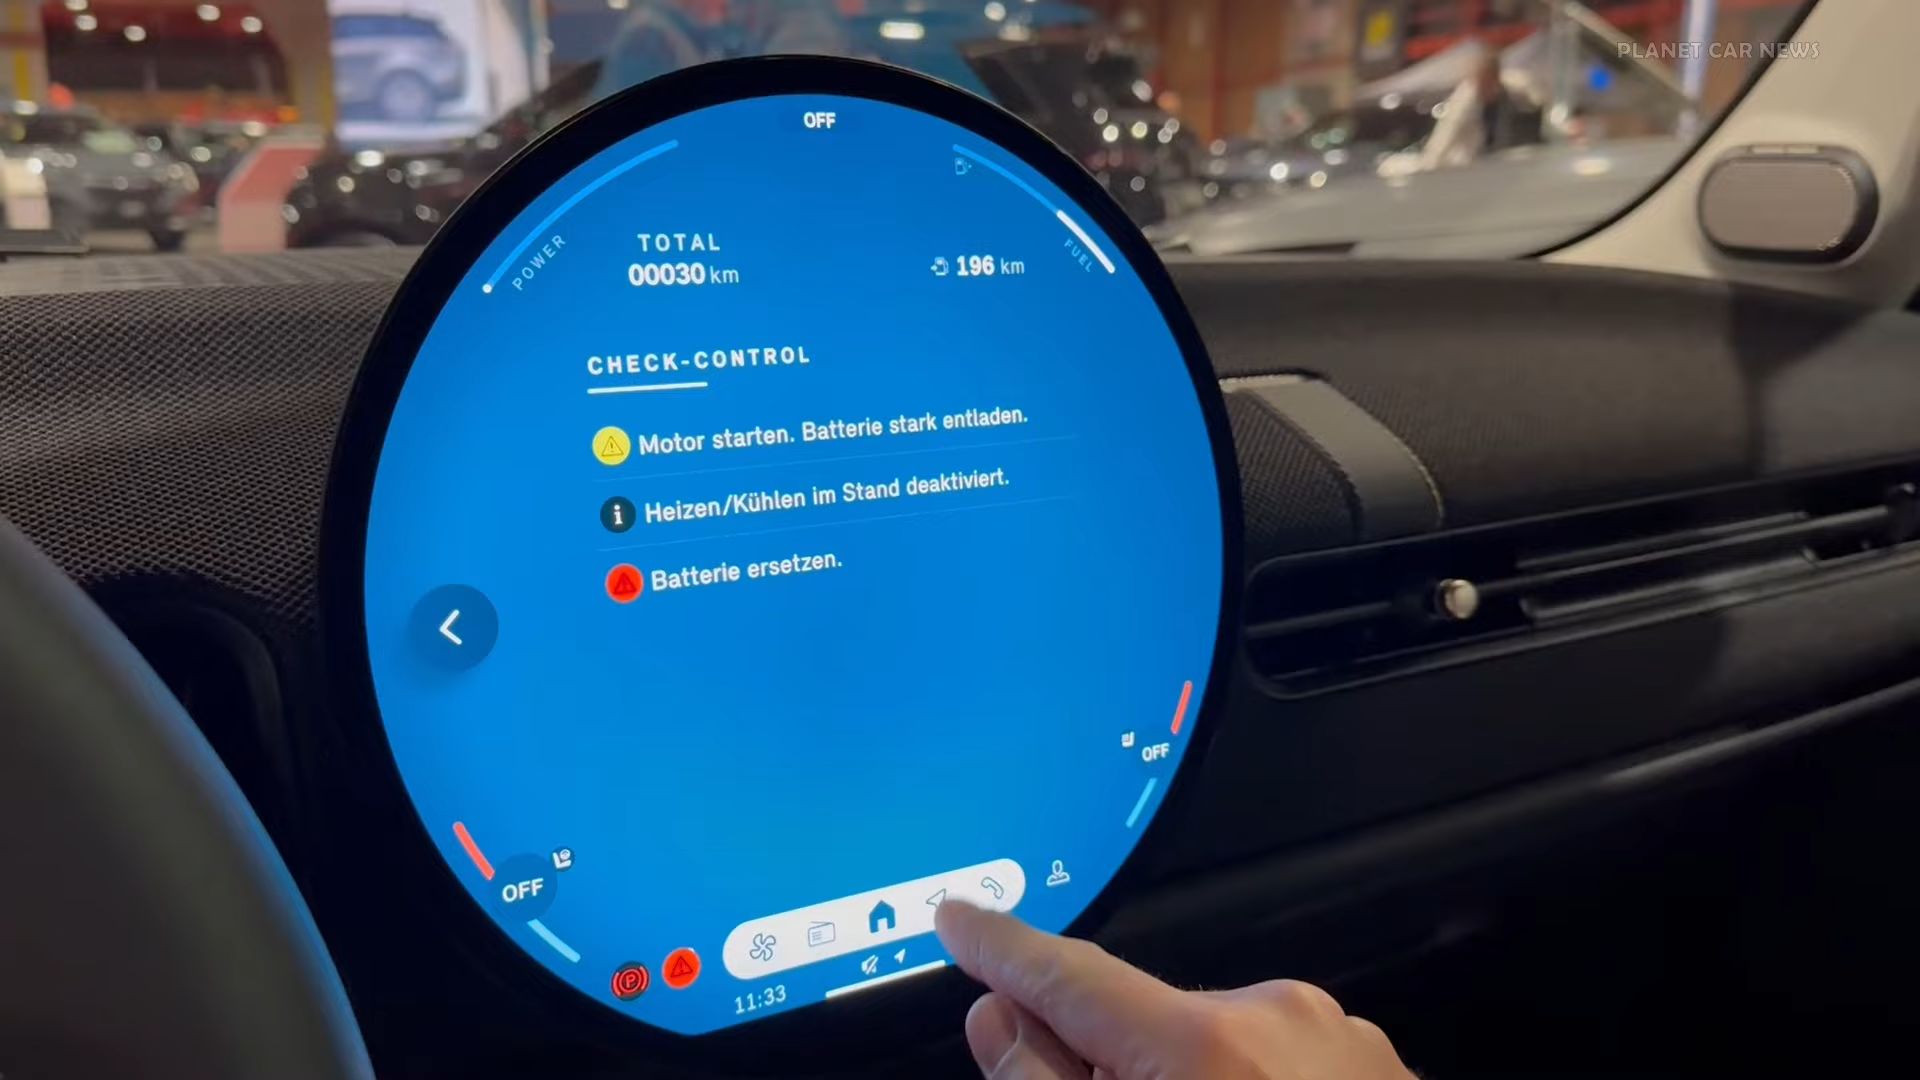 PLANET CAR NEWS
OFF
POWER
TOTAL
00030 km
196 km
FUEL
CHECK-CONTROL
Motor starten. Batterie stark entladen.
i Heizen/Kühlen im Stand deaktiviert.
Batterie ersetzen.
OFF
OFF
P
11:33